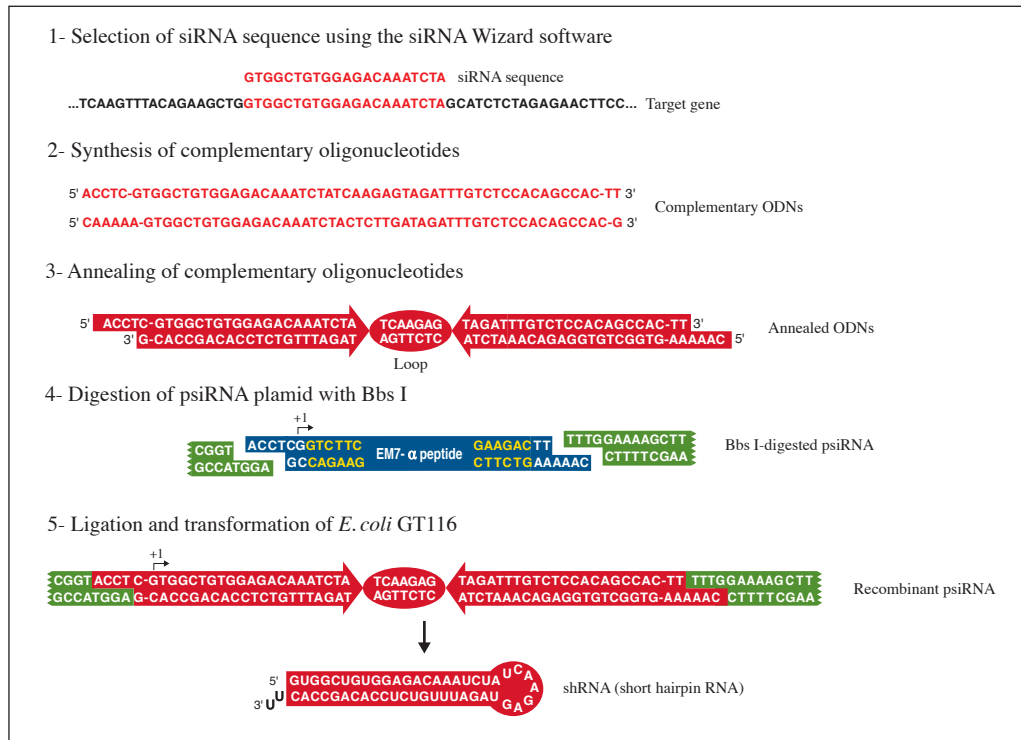 1- Selection of siRNA sequence using the siRNA Wizard software
GTGGCTGTGGAGACAAATCTA siRNA sequence
...TCAAGTTTACAGAAGCTGGTGGCTGTGGAGACAAATCTAGCATCTCTAGAGAACTTCC... Target gene
2- Synthesis of complementary oligonucleotides
5' ACCTC-GTGGCTGTGGAGACAAATCTATCAAGAGTAGATTTGTCTCCACAGCCAC-TT 3'
5' CAAAAA-GTGGCTGTGGAGACAAATCTACTCTTGATAGATTTGTCTCCACAGCCAC-G 3'
Complementary ODNs
3- Annealing of complementary oligonucleotides
5' ACCTC-GTGGCTGTGGAGACAAATCTA TCAAGAG TAGATTTGTCTCCACAGCCAC-TT 3'
3' G-CACCGACACCTCTGTTTAGAT AGTTCTC ATCTAAACAGAGGTGTCGGTG-AAAAAC 5'
Annealed ODNs
Loop
4- Digestion of psiRNA plamid with Bbs I
+1
CGGT ACCTCGGTCTTC EM7- α peptide GAAGACTT TTTGGAAAAGCTT
GCCATGGA GCCAGAAG CTTCTGAAAAAC CTTTTCGAA
Bbs I-digested psiRNA
5- Ligation and transformation of E. coli GT116
+1
CGGTACCTC-GTGGCTGTGGAGACAAATCTA TCAAGAG TAGATTTGTCTCCACAGCCAC-TT TTTGGAAAAGCTT
GCCATGGAG-CACCGACACCTCTGTTTAGAT AGTTCTC ATCTAAACAGAGGTGTCGGTG-AAAAAC CTTTTCGAA
Recombinant psiRNA
5' GUGGCUGUGGAGACAAAUCUA UCAAGAG
3' UU CACCGACACCUCUGUUUAGAU
shRNA (short hairpin RNA)